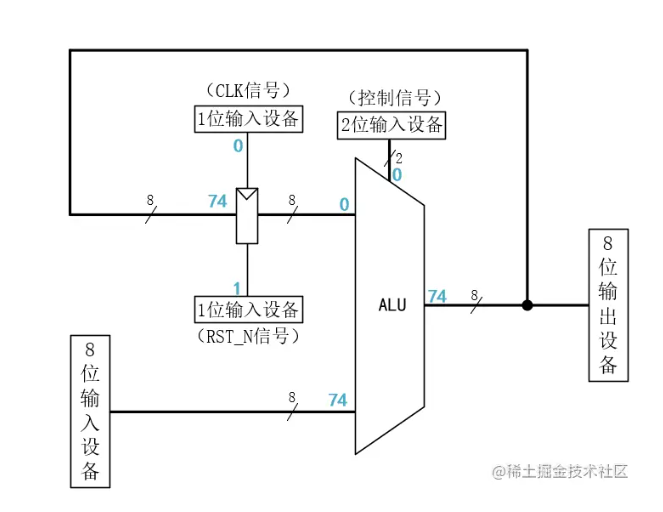 （CLK信号）
1位输入设备
0
（控制信号）
2位输入设备
2
0
8
74
8
0
1
1位输入设备
（RST_N信号）
ALU
74
8
8位输出设备
8位输入设备
8
74
@稀土掘金技术社区